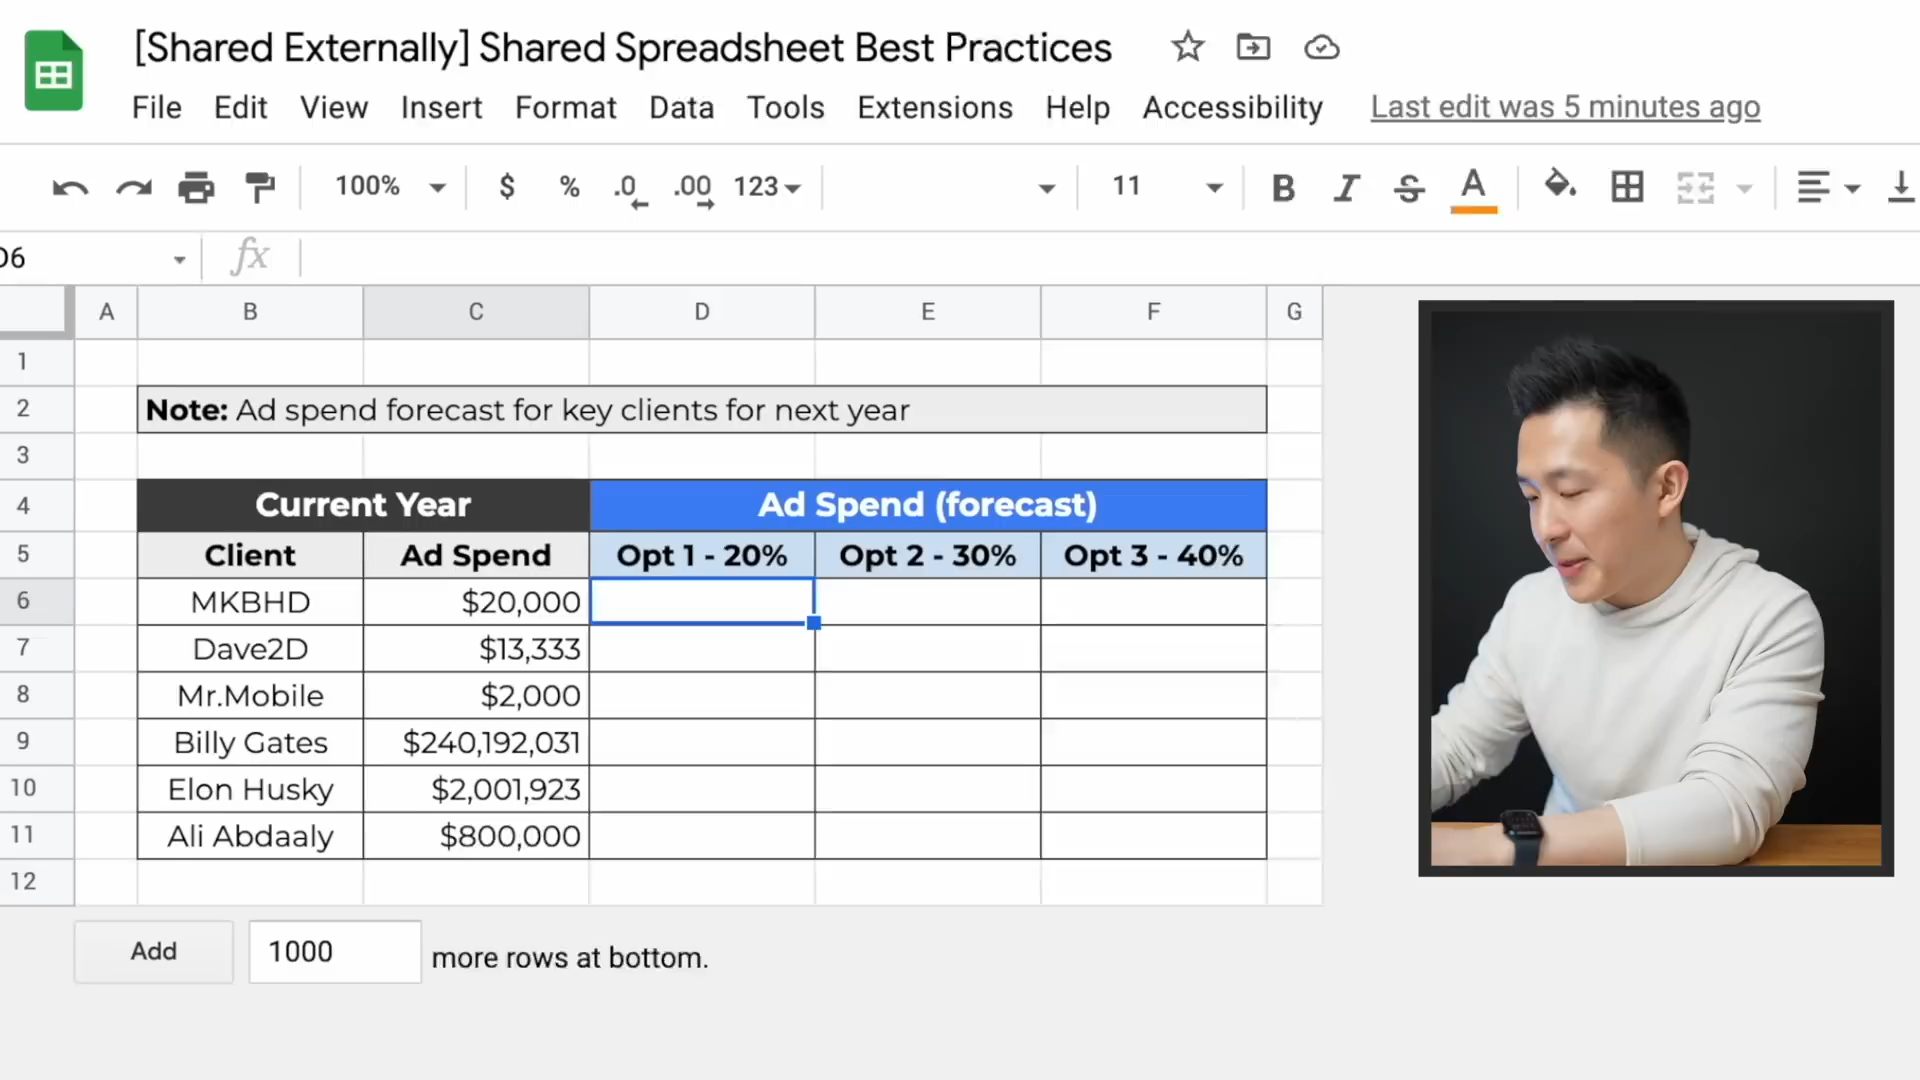 [Shared Externally] Shared Spreadsheet Best Practices
File Edit View Insert Format Data Tools Extensions Help Accessibility Last edit was 5 minutes ago
100% $ % .0 .00 123 11 B I S A
D6 fx
A B C D E F G
1
2 Note: Ad spend forecast for key clients for next year
3
4 Current Year Ad Spend (forecast)
5 Client Ad Spend Opt 1 - 20% Opt 2 - 30% Opt 3 - 40%
6 MKBHD $20,000
7 Dave2D $13,333
8 Mr.Mobile $2,000
9 Billy Gates $240,192,031
10 Elon Husky $2,001,923
11 Ali Abdaaly $800,000
12
Add 1000 more rows at bottom.